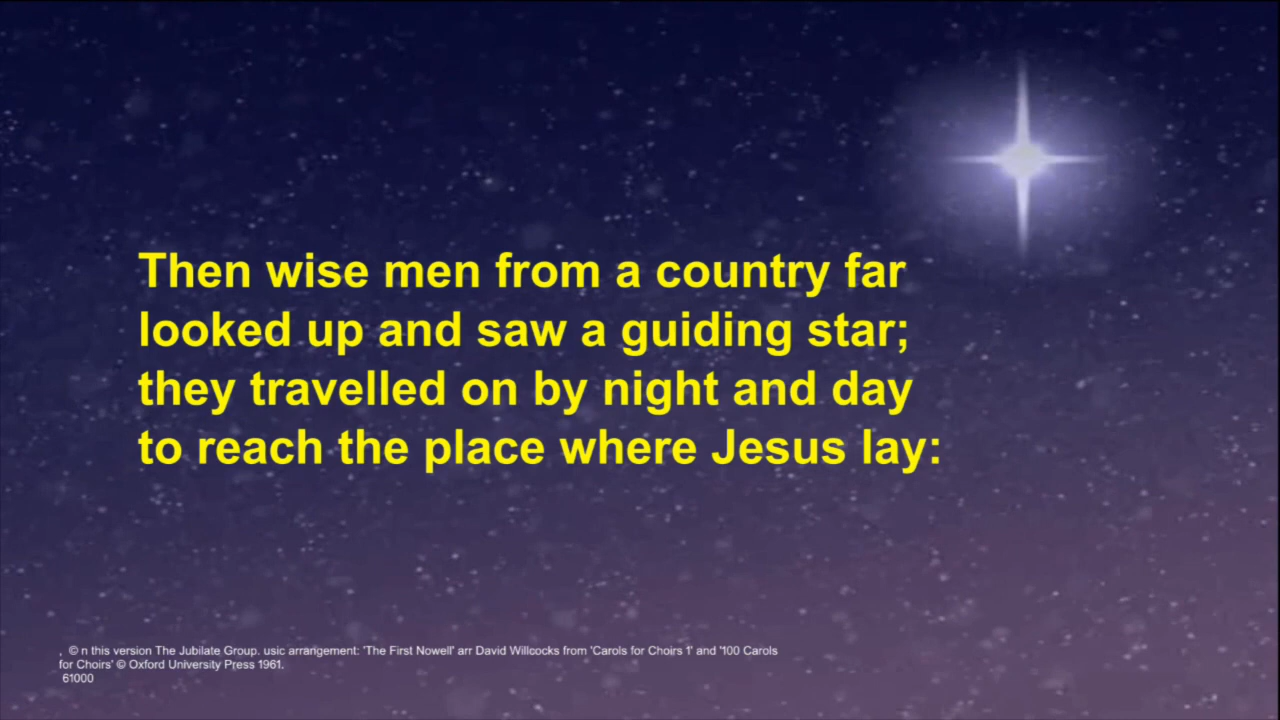 Then wise men from a country far
looked up and saw a guiding star;
they travelled on by night and day
to reach the place where Jesus lay:
, © n this version The Jubilate Group. usic arrangement: 'The First Nowell' arr David Willcocks from 'Carols for Choirs 1' and '100 Carols
for Choirs' © Oxford University Press 1961.
61000